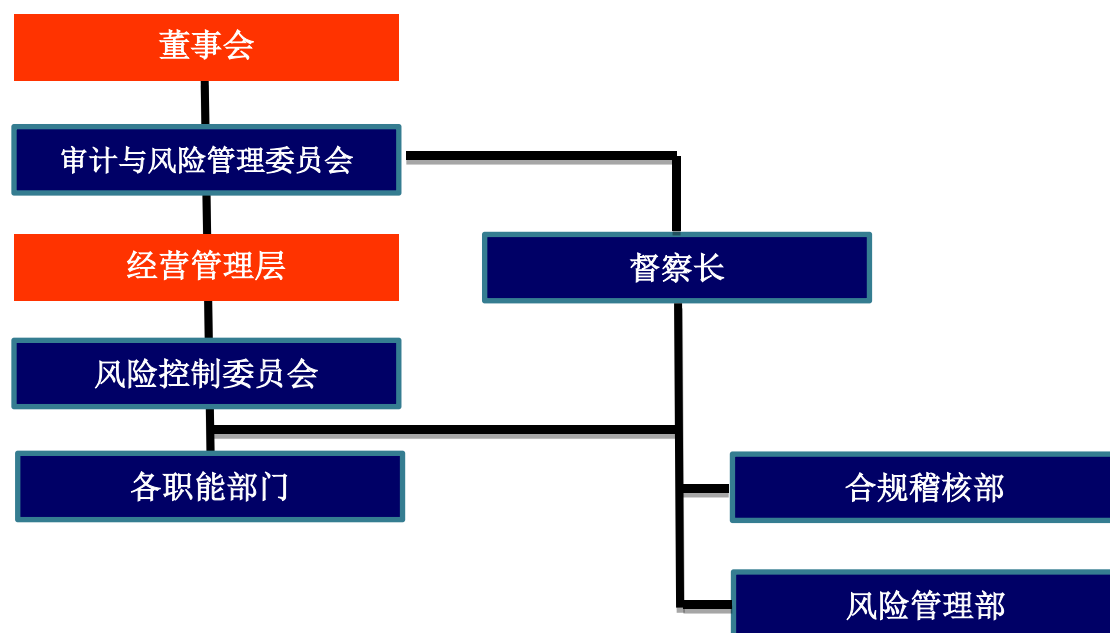 董事会
审计与风险管理委员会
经营管理层
督察长
风险控制委员会
各职能部门
合规稽核部
风险管理部